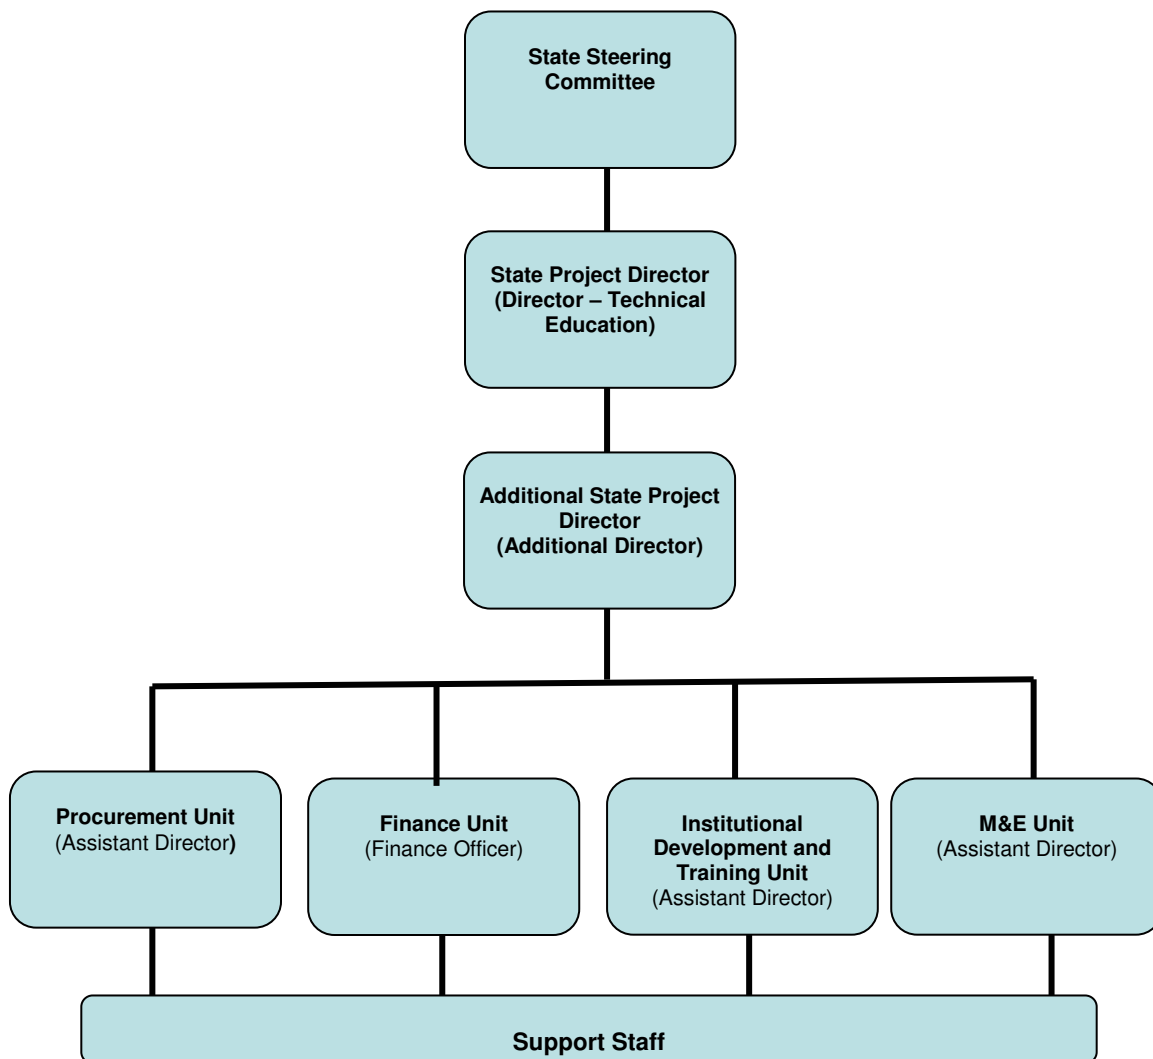 State Steering
Committee
State Project Director
(Director – Technical
Education)
Additional State Project
Director
(Additional Director)
Procurement Unit
(Assistant Director)
Finance Unit
(Finance Officer)
Institutional
Development and
Training Unit
(Assistant Director)
M&E Unit
(Assistant Director)
Support Staff